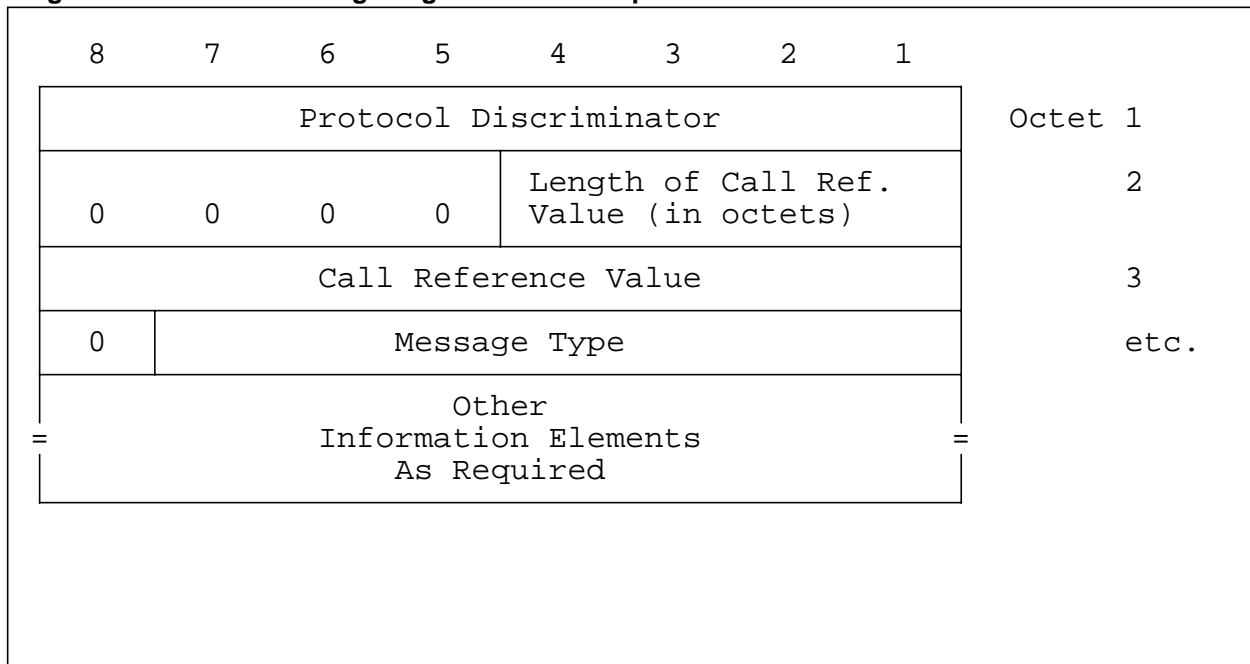 8 7 6 5 4 3 2 1
Protocol Discriminator Octet 1
Length of Call Ref. 2
0 0 0 0 Value (in octets)
Call Reference Value 3
0 Message Type etc.
Other
= Information Elements =
As Required